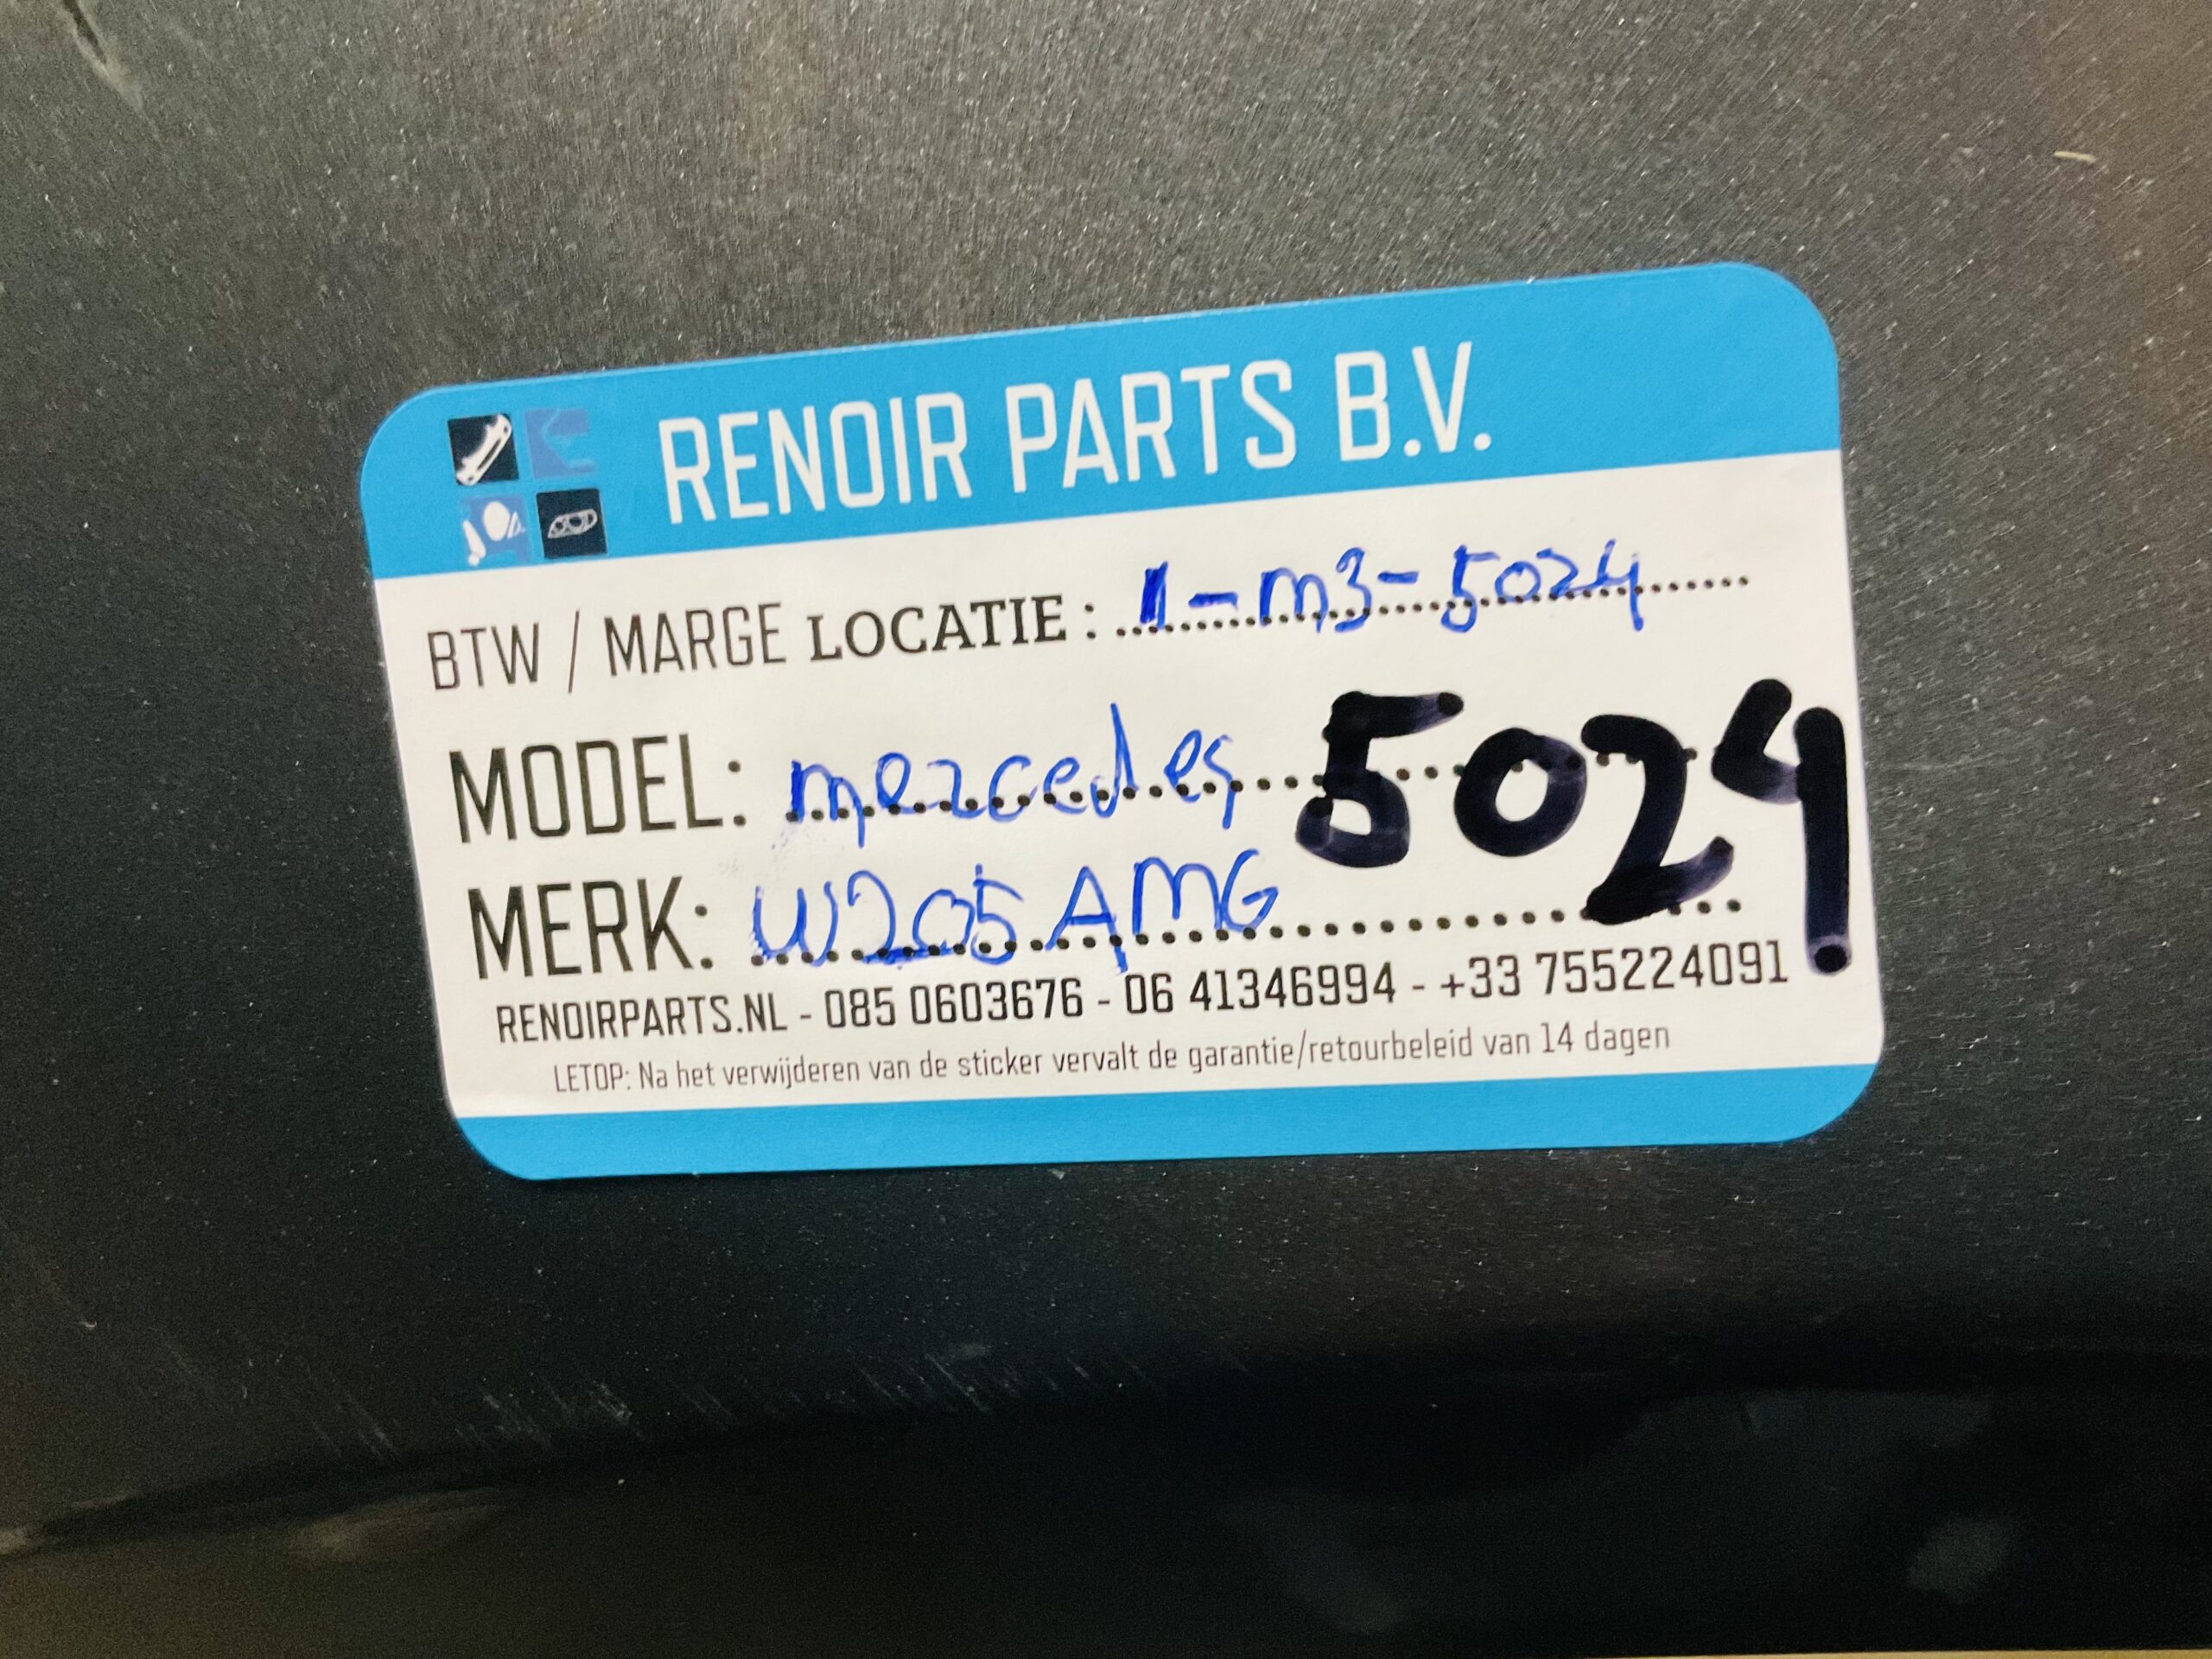 RENOIR PARTS B.V.
BTW / MARGE LOCATIE : 1-m3-5024
MODEL: mercedes 5024
MERK: W205 AMG
RENOIRPARTS.NL - 085 0603676 - 06 41346994 - +33 755224091
LETOP: Na het verwijderen van de sticker vervalt de garantie/retourbeleid van 14 dagen